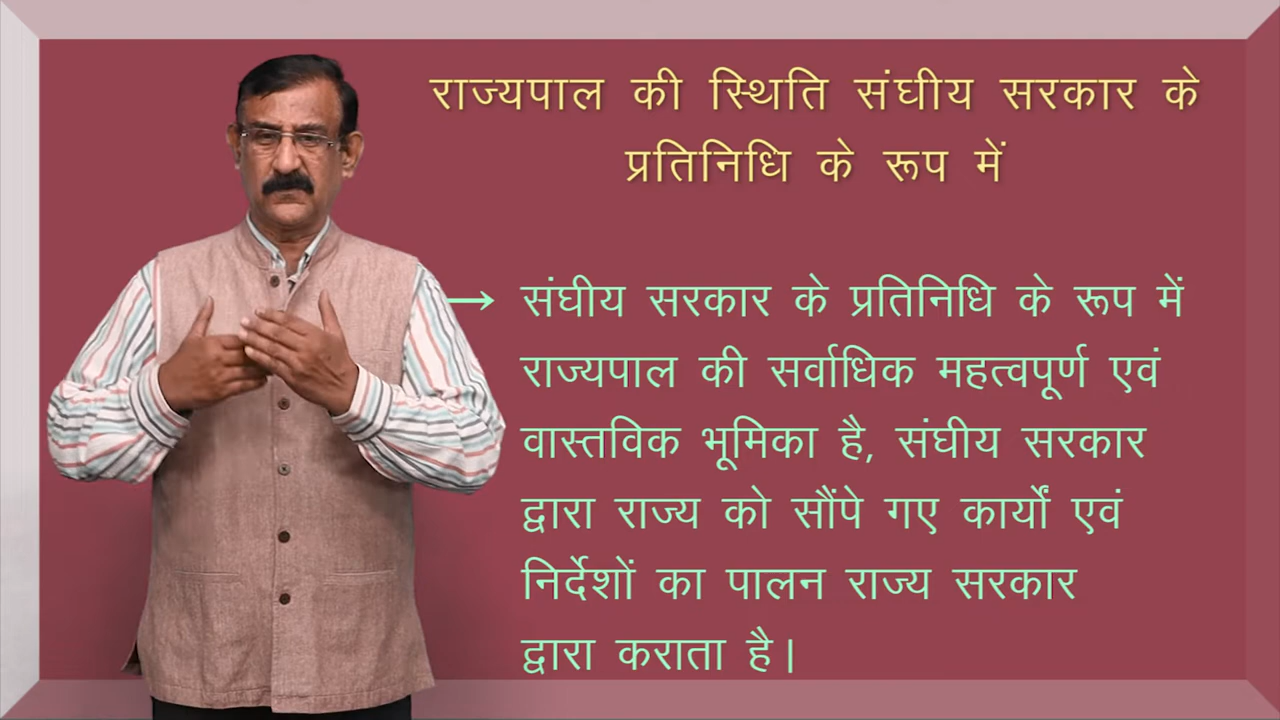 राज्यपाल की स्थिति संघीय सरकार के
प्रतिनिधि के रूप में
→ संघीय सरकार के प्रतिनिधि के रूप में
राज्यपाल की सर्वाधिक महत्वपूर्ण एवं
वास्तविक भूमिका है, संघीय सरकार
द्वारा राज्य को सौंपे गए कार्यों एवं
निर्देशों का पालन राज्य सरकार
द्वारा कराता है।